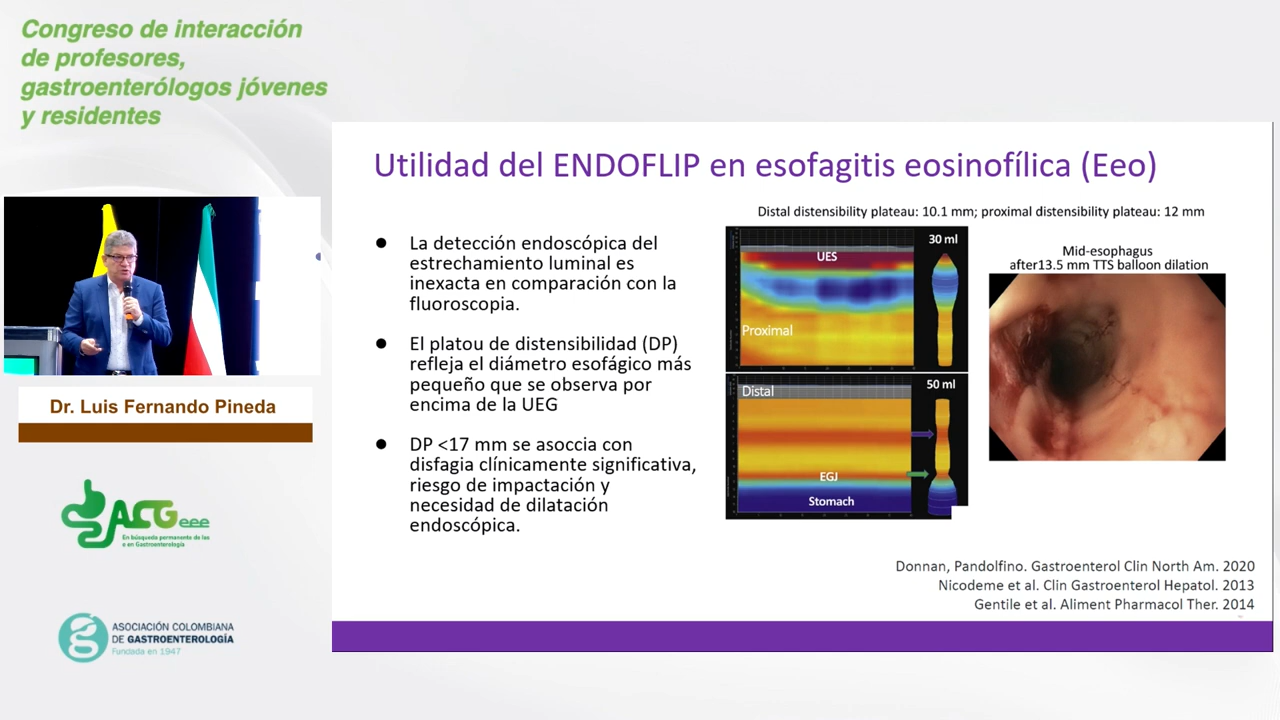 Congreso de interacción
de profesores,
gastroenterólogos jóvenes
y residentes
Dr. Luis Fernando Pineda
ACGeee
En búsqueda permanente de las
e en Gastroenterología
ASOCIACIÓN COLOMBIANA
DE GASTROENTEROLOGÍA
Fundada en 1947
Utilidad del ENDOFLIP en esofagitis eosinofílica (Eeo)
● La detección endoscópica del
estrechamiento luminal es
inexacta en comparación con la
fluoroscopia.
● El platou de distensibilidad (DP)
refleja el diámetro esofágico más
pequeño que se observa por
encima de la UEG
● DP <17 mm se asoccia con
disfagia clínicamente significativa,
riesgo de impactación y
necesidad de dilatación
endoscópica.
Distal distensibility plateau: 10.1 mm; proximal distensibility plateau: 12 mm
30 ml
UES
Proximal
50 ml
Distal
EGJ
Stomach
Mid-esophagus
after13.5 mm TTS balloon dilation
Donnan, Pandolfino. Gastroenterol Clin North Am. 2020
Nicodeme et al. Clin Gastroenterol Hepatol. 2013
Gentile et al. Aliment Pharmacol Ther. 2014